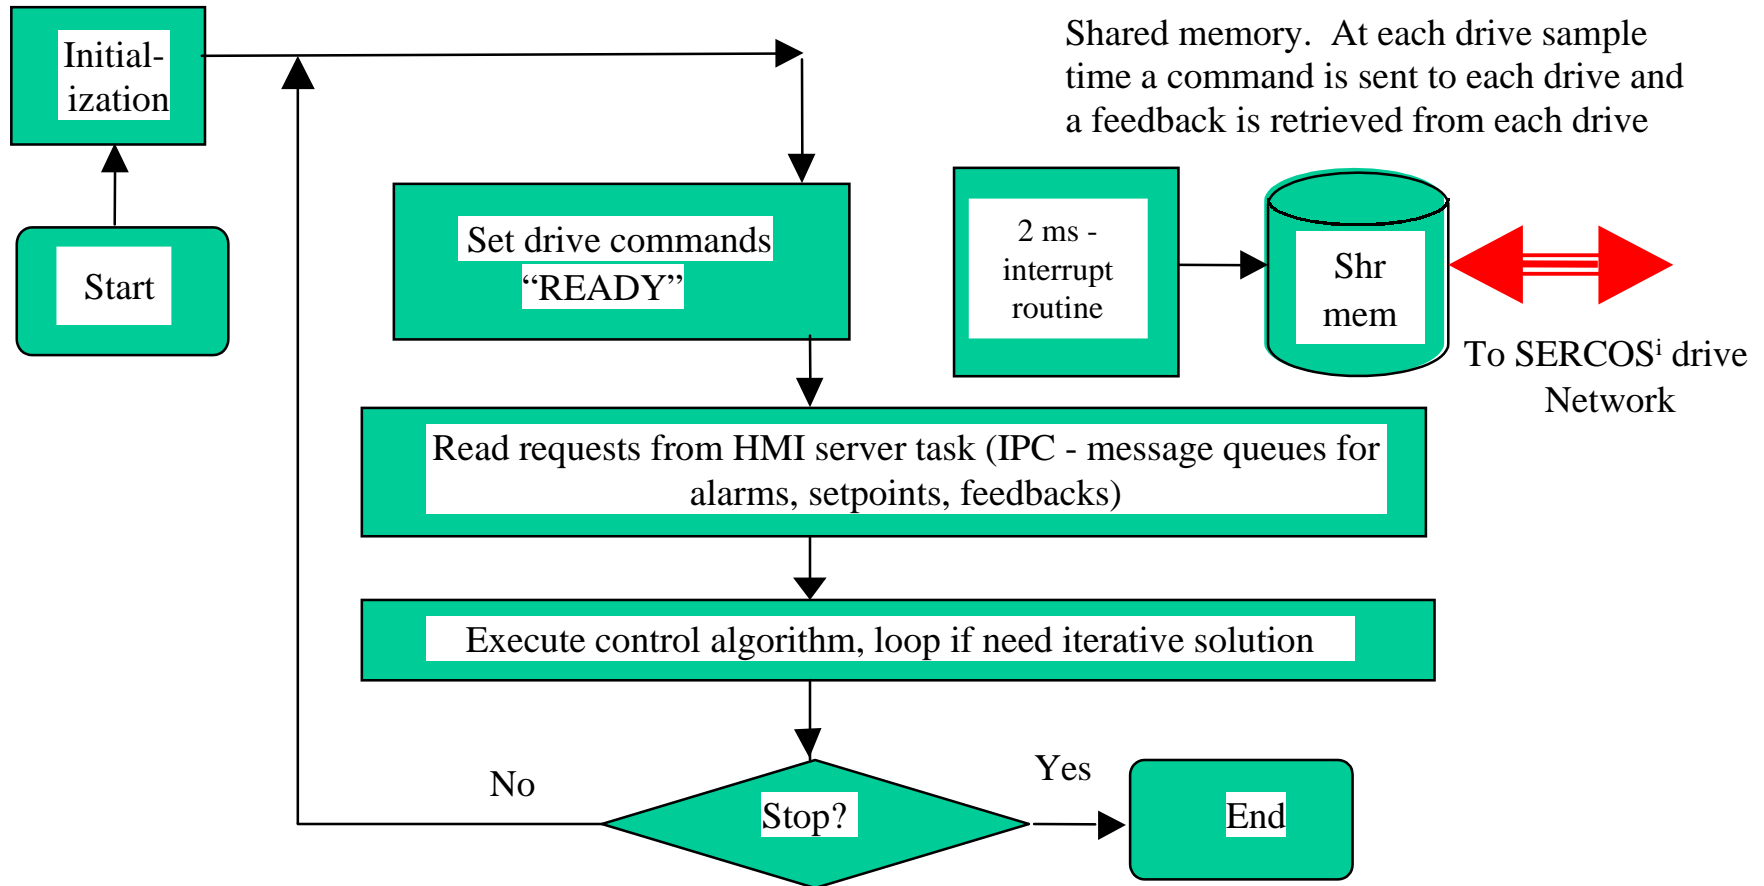 Initial-
ization
Start
Shared memory.  At each drive sample
time a command is sent to each drive and
a feedback is retrieved from each drive
Set drive commands
“READY”
2 ms -
interrupt
routine
Shr
mem
To SERCOSⁱ drive
Network
Read requests from HMI server task (IPC - message queues for
alarms, setpoints, feedbacks)
Execute control algorithm, loop if need iterative solution
No
Stop?
Yes
End